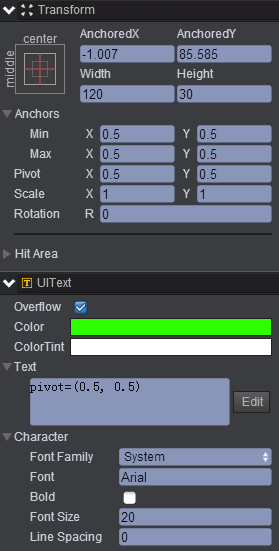 Transform
center
middle
AnchoredX AnchoredY
-1.007 85.585
Width Height
120 30
Anchors
Min X 0.5 Y 0.5
Max X 0.5 Y 0.5
Pivot X 0.5 Y 0.5
Scale X 1 Y 1
Rotation R 0
Hit Area
T UIText
Overflow
Color
ColorTint
Text
pivot=(0.5, 0.5)
Edit
Character
Font Family System
Font Arial
Bold
Font Size 20
Line Spacing 0